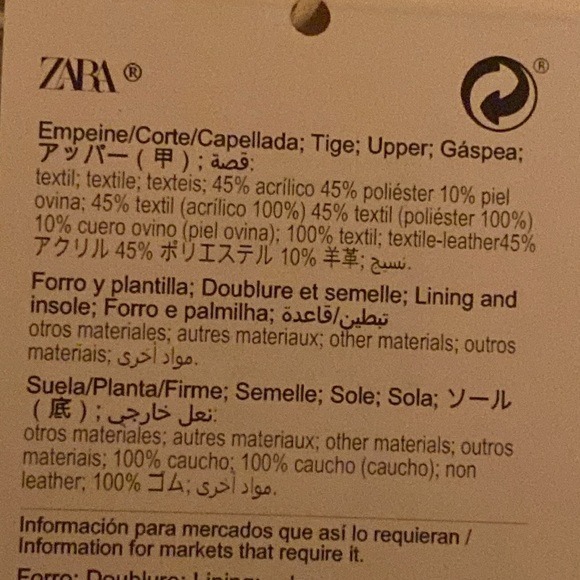 ZARA ®
®
Empeine/Corte/Capellada; Tige; Upper; Gáspea;
アッパー ( 甲 ) ; قصة:
textil; textile; texteis; 45% acrílico 45% poliéster 10% piel
ovina; 45% textil (acrílico 100%) 45% textil (poliéster 100%)
10% cuero ovino (piel ovina); 100% textil; textile-leather45%
アクリル 45% ポリエステル 10% 羊革; نسيج.
Forro y plantilla; Doublure et semelle; Lining and
insole; Forro e palmilha; تبطين/قاعدة
otros materiales; autres materiaux; other materials; outros
materiais; مواد أخرى.
Suela/Planta/Firme; Semelle; Sole; Sola; ソール
( 底 ) ; نعل خارجي:
otros materiales; autres materiaux; other materials; outros
materiais; 100% caucho; 100% caucho (caucho); non
leather; 100% ゴム; مواد أخرى.
Información para mercados que así lo requieran /
Information for markets that require it.
Forro; Doublure; Lining